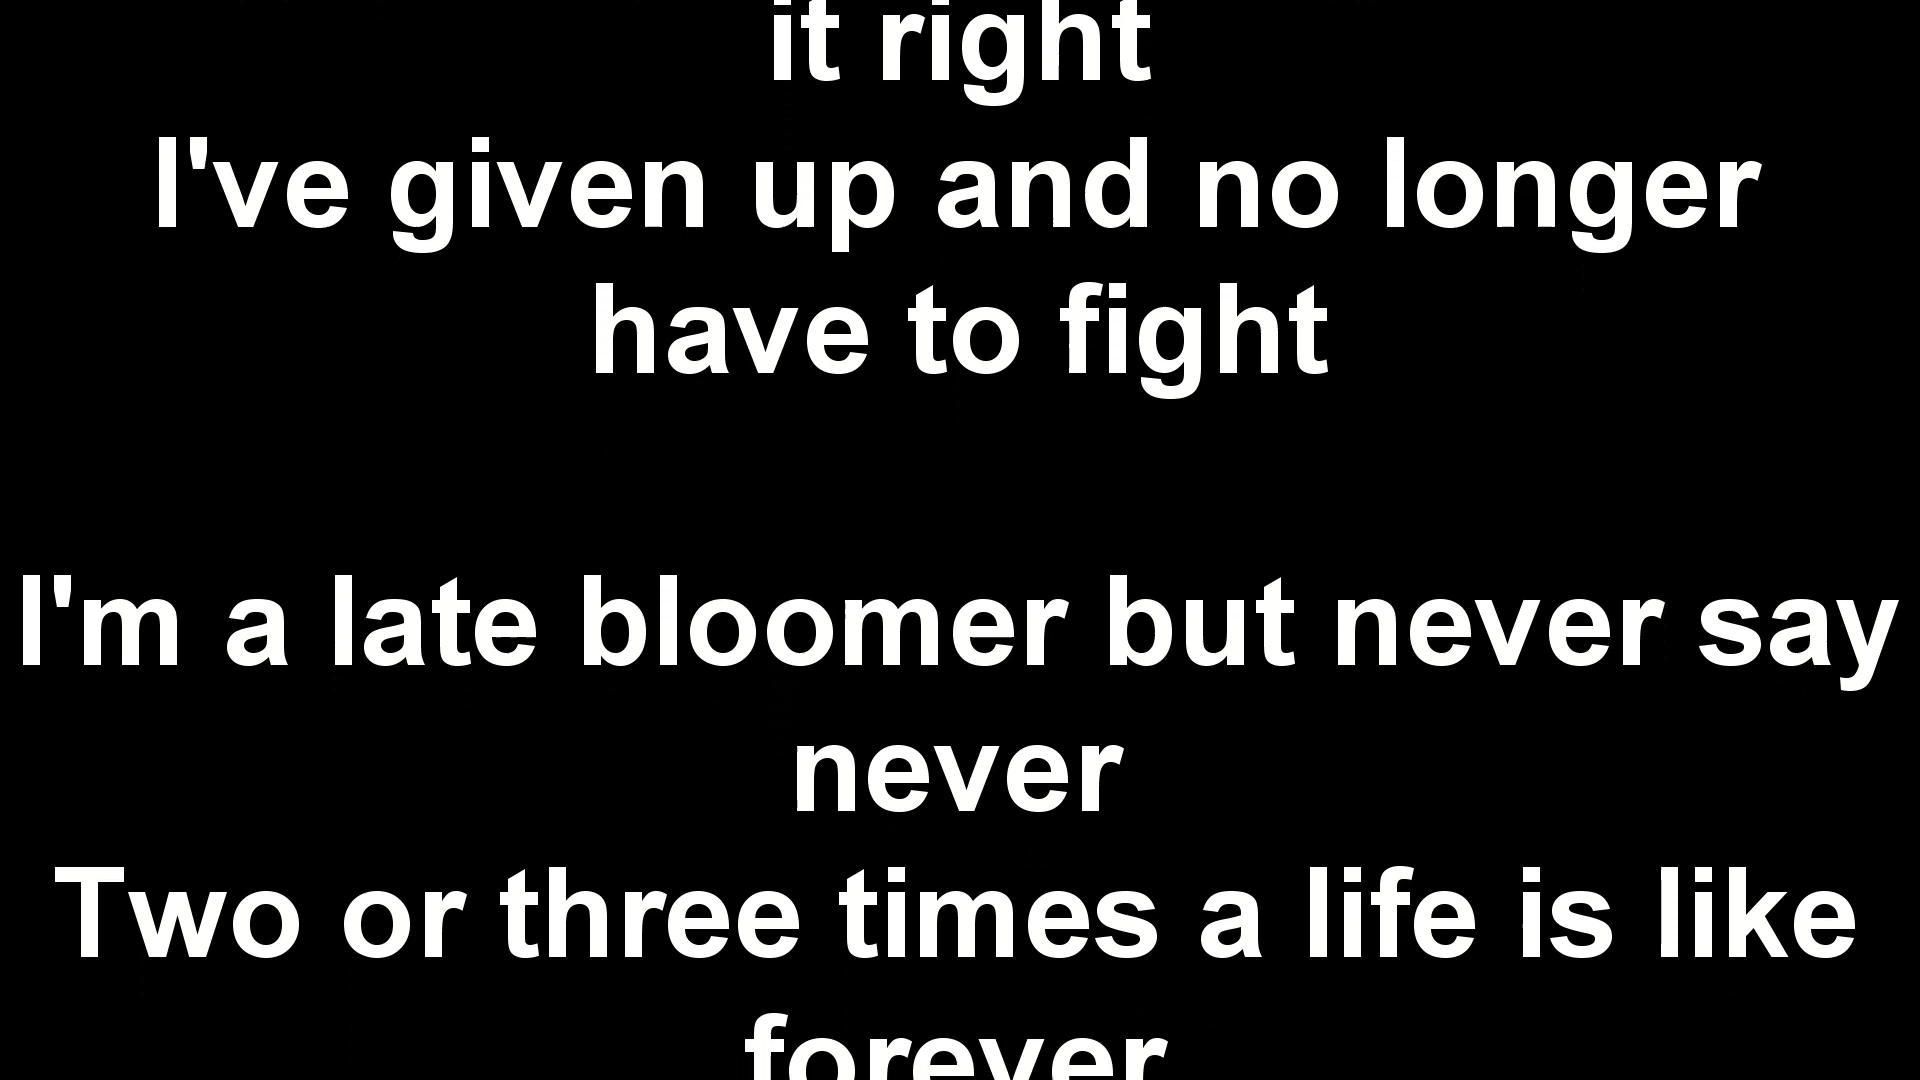 it right
I've given up and no longer
have to fight
I'm a late bloomer but never say
never
Two or three times a life is like
forever